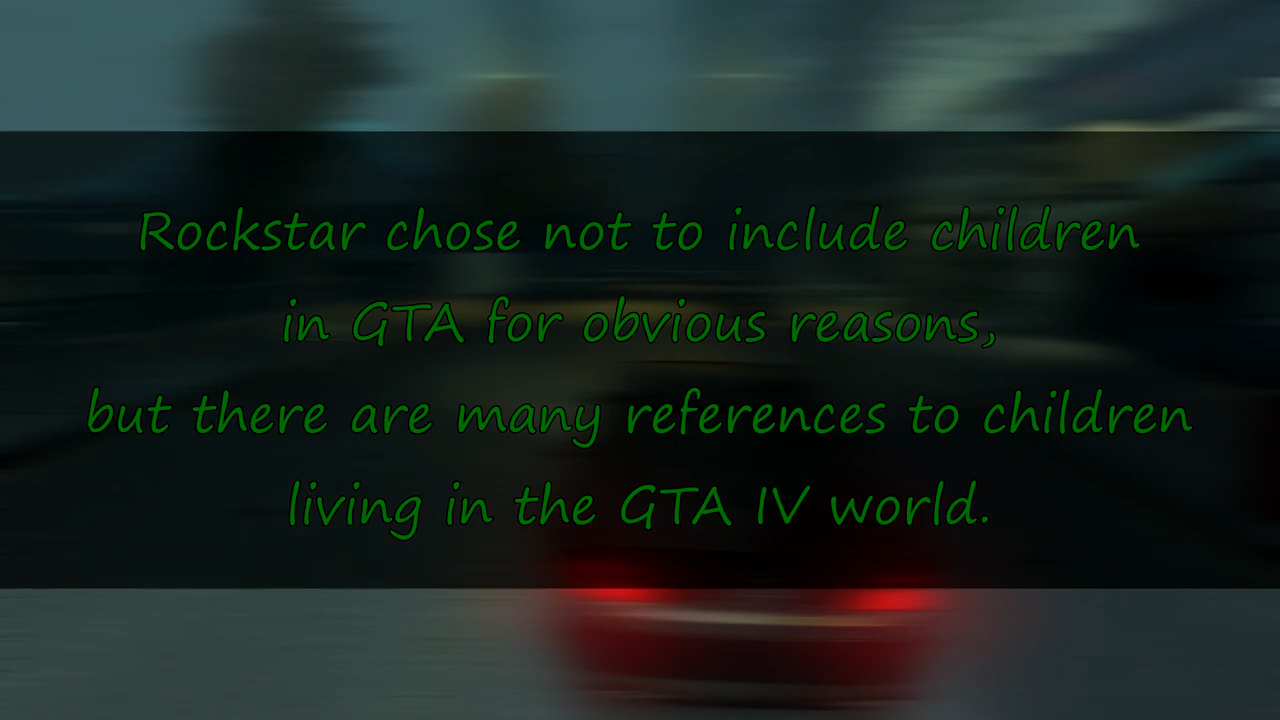 Rockstar chose not to include children
in GTA for obvious reasons,
but there are many references to children
living in the GTA IV world.